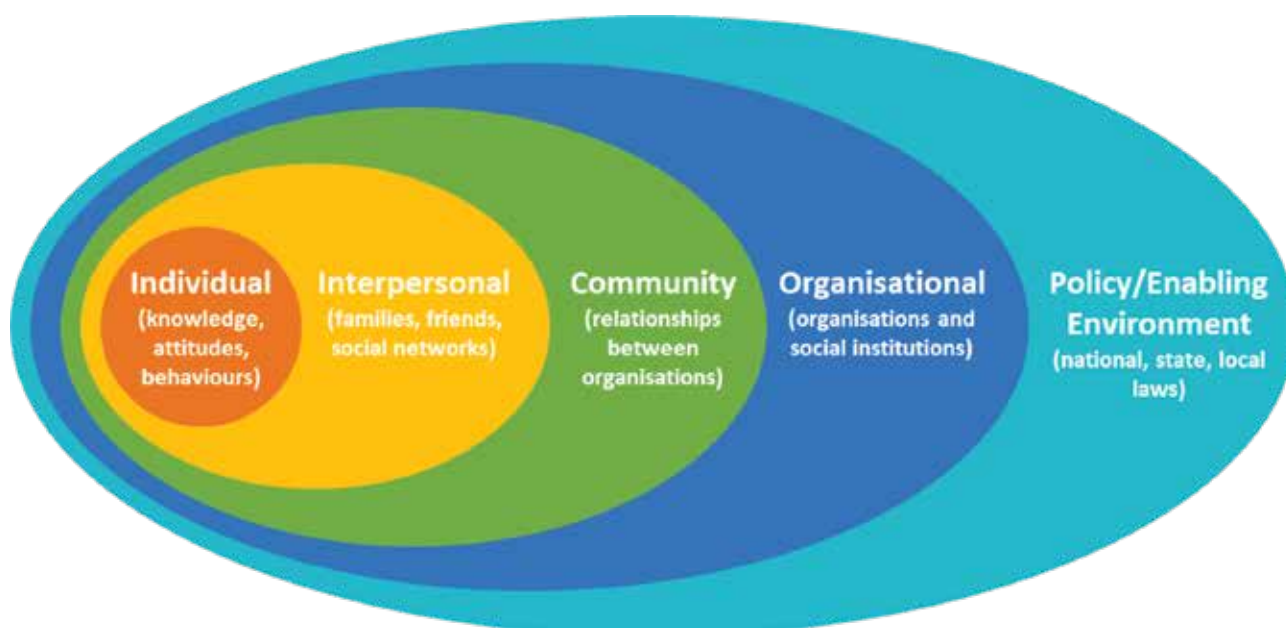 Individual
(knowledge,
attitudes,
behaviours)
Interpersonal
(families, friends,
social networks)
Community
(relationships
between
organisations)
Organisational
(organisations and
social institutions)
Policy/Enabling
Environment
(national, state, local
laws)